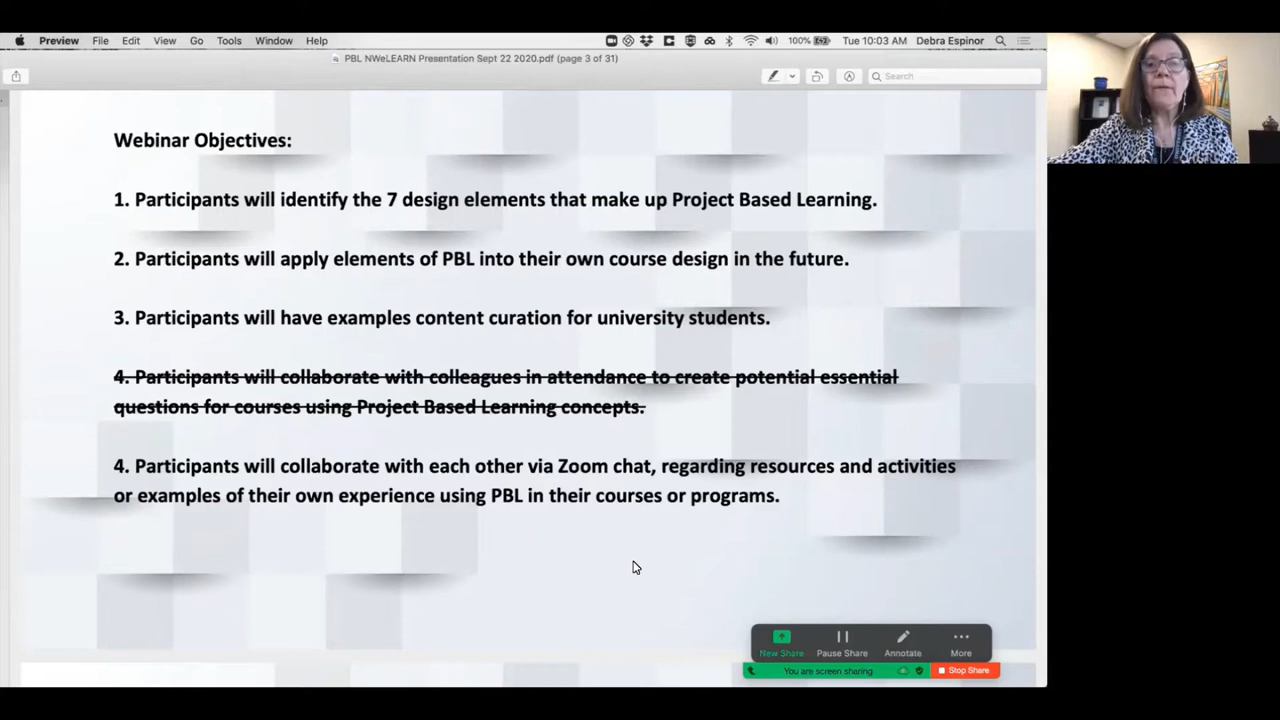 Preview File Edit View Go Tools Window Help 100% Tue 10:03 AM Debra Espinor
PBL NWeLEARN Presentation Sept 22 2020.pdf (page 3 of 31)
Search
Webinar Objectives:
1. Participants will identify the 7 design elements that make up Project Based Learning.
2. Participants will apply elements of PBL into their own course design in the future.
3. Participants will have examples content curation for university students.
4. Participants will collaborate with colleagues in attendance to create potential essential
questions for courses using Project Based Learning concepts.
4. Participants will collaborate with each other via Zoom chat, regarding resources and activities
or examples of their own experience using PBL in their courses or programs.
New Share Pause Share Annotate More
You are screen sharing Stop Share